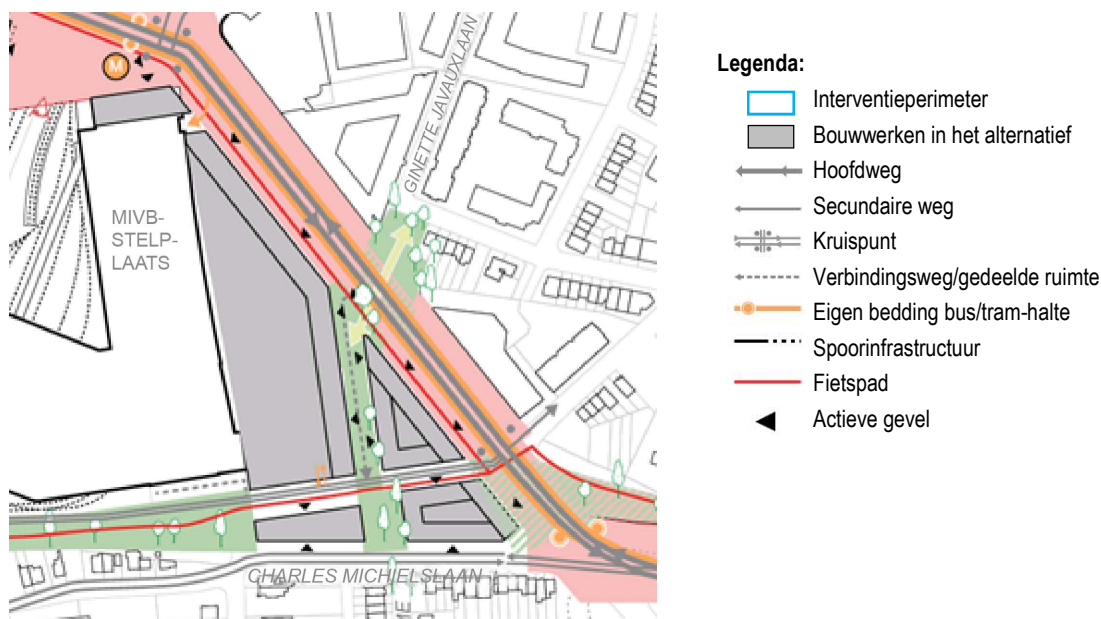 M
GINETTE JAVAUXLAAN
MIVB-
STELP-
LAATS
CHARLES MICHIELSLAAN
Legenda:
Interventieperimeter
Bouwwerken in het alternatief
Hoofdweg
Secundaire weg
Kruispunt
Verbindingsweg/gedeelde ruimte
Eigen bedding bus/tram-halte
Spoorinfrastructuur
Fietspad
Actieve gevel